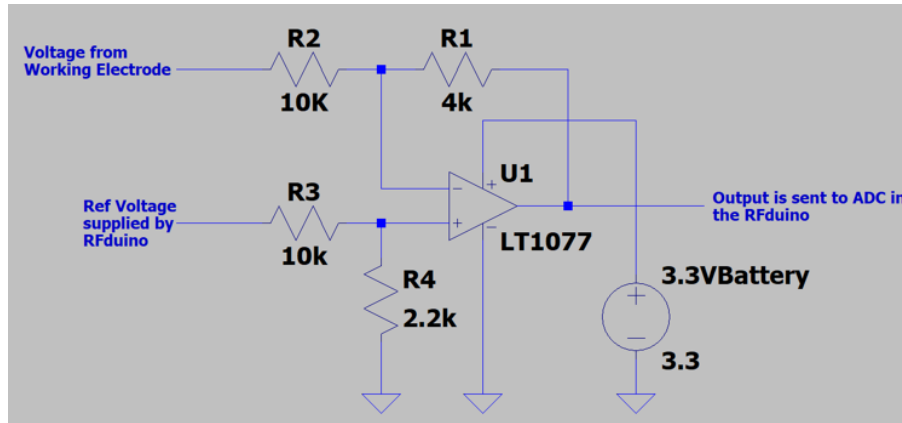 Voltage from
Working Electrode
R2
10K
R1
4k
U1
LT1077
Ref Voltage
supplied by
RFduino
R3
10k
R4
2.2k
Output is sent to ADC in
the RFduino
3.3VBattery
3.3